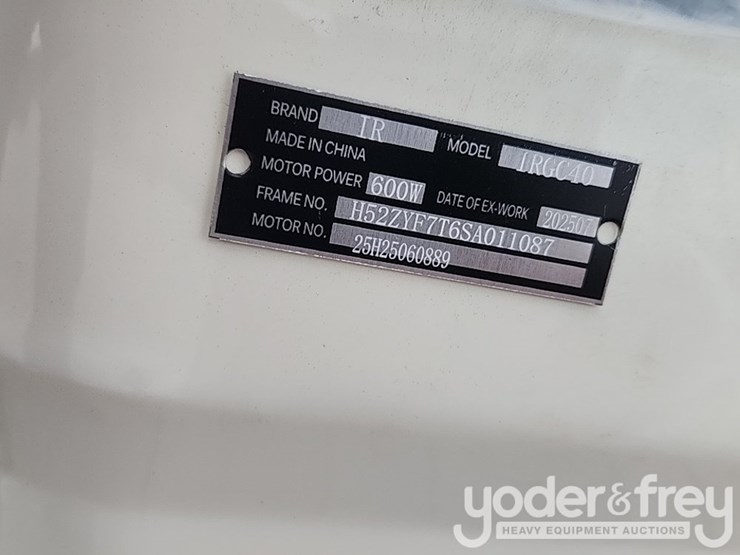 BRAND IR MODEL IRGC40
MADE IN CHINA
MOTOR POWER 600W DATE OF EX-WORK 202507
FRAME NO. H52ZYF7T6SA011087
MOTOR NO. 25H25060889
yoder&frey
HEAVY EQUIPMENT AUCTIONS